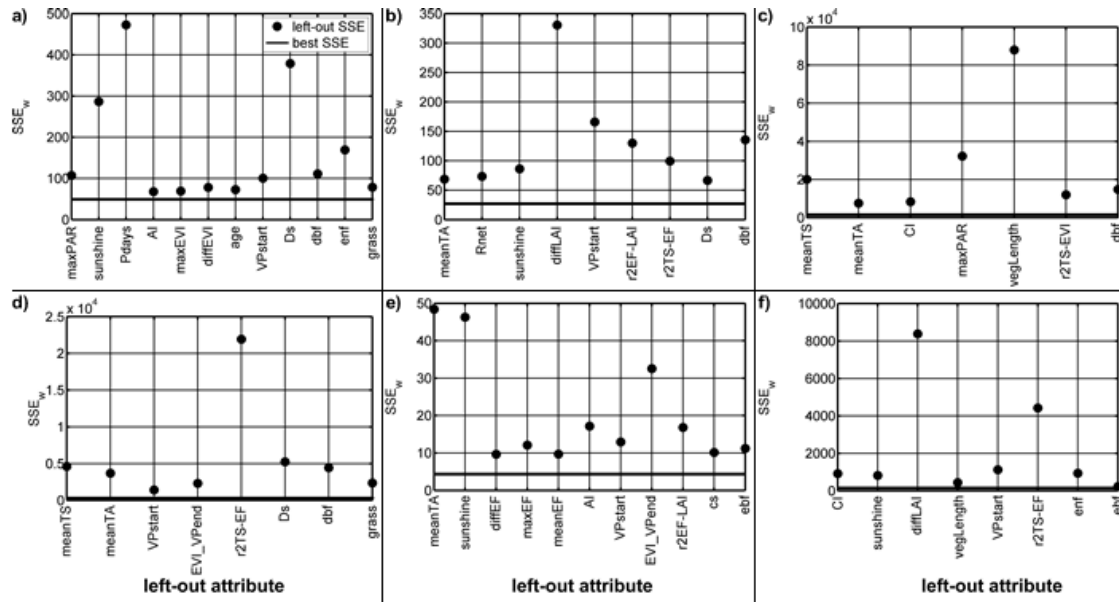 a)
left-out SSE
best SSE
SSEw
500
400
300
200
100
0
maxPAR
sunshine
Pdays
AI
maxEVI
diffEVI
age
VPstart
Ds
dbf
enf
grass
b)
SSEw
350
300
250
200
150
100
50
0
meanTA
Rnet
sunshine
diffLAI
VPstart
r2EF-LAI
r2TS-EF
Ds
dbf
c)
x 10⁴
SSEw
10
8
6
4
2
0
meanTS
meanTA
CI
maxPAR
vegLength
r2TS-EVI
dbf
d)
x 10⁴
SSEw
2.5
2
1.5
1
0.5
0
meanTS
meanTA
VPstart
EVI_VPend
r2TS-EF
Ds
dbf
grass
left-out attribute
e)
SSEw
50
40
30
20
10
0
meanTA
sunshine
diffEF
maxEF
meanEF
AI
VPstart
EVI_VPend
r2EF-LAI
cs
ebf
left-out attribute
f)
SSEw
10000
8000
6000
4000
2000
0
CI
sunshine
diffLAI
vegLength
VPstart
r2TS-EF
enf
ebf
left-out attribute